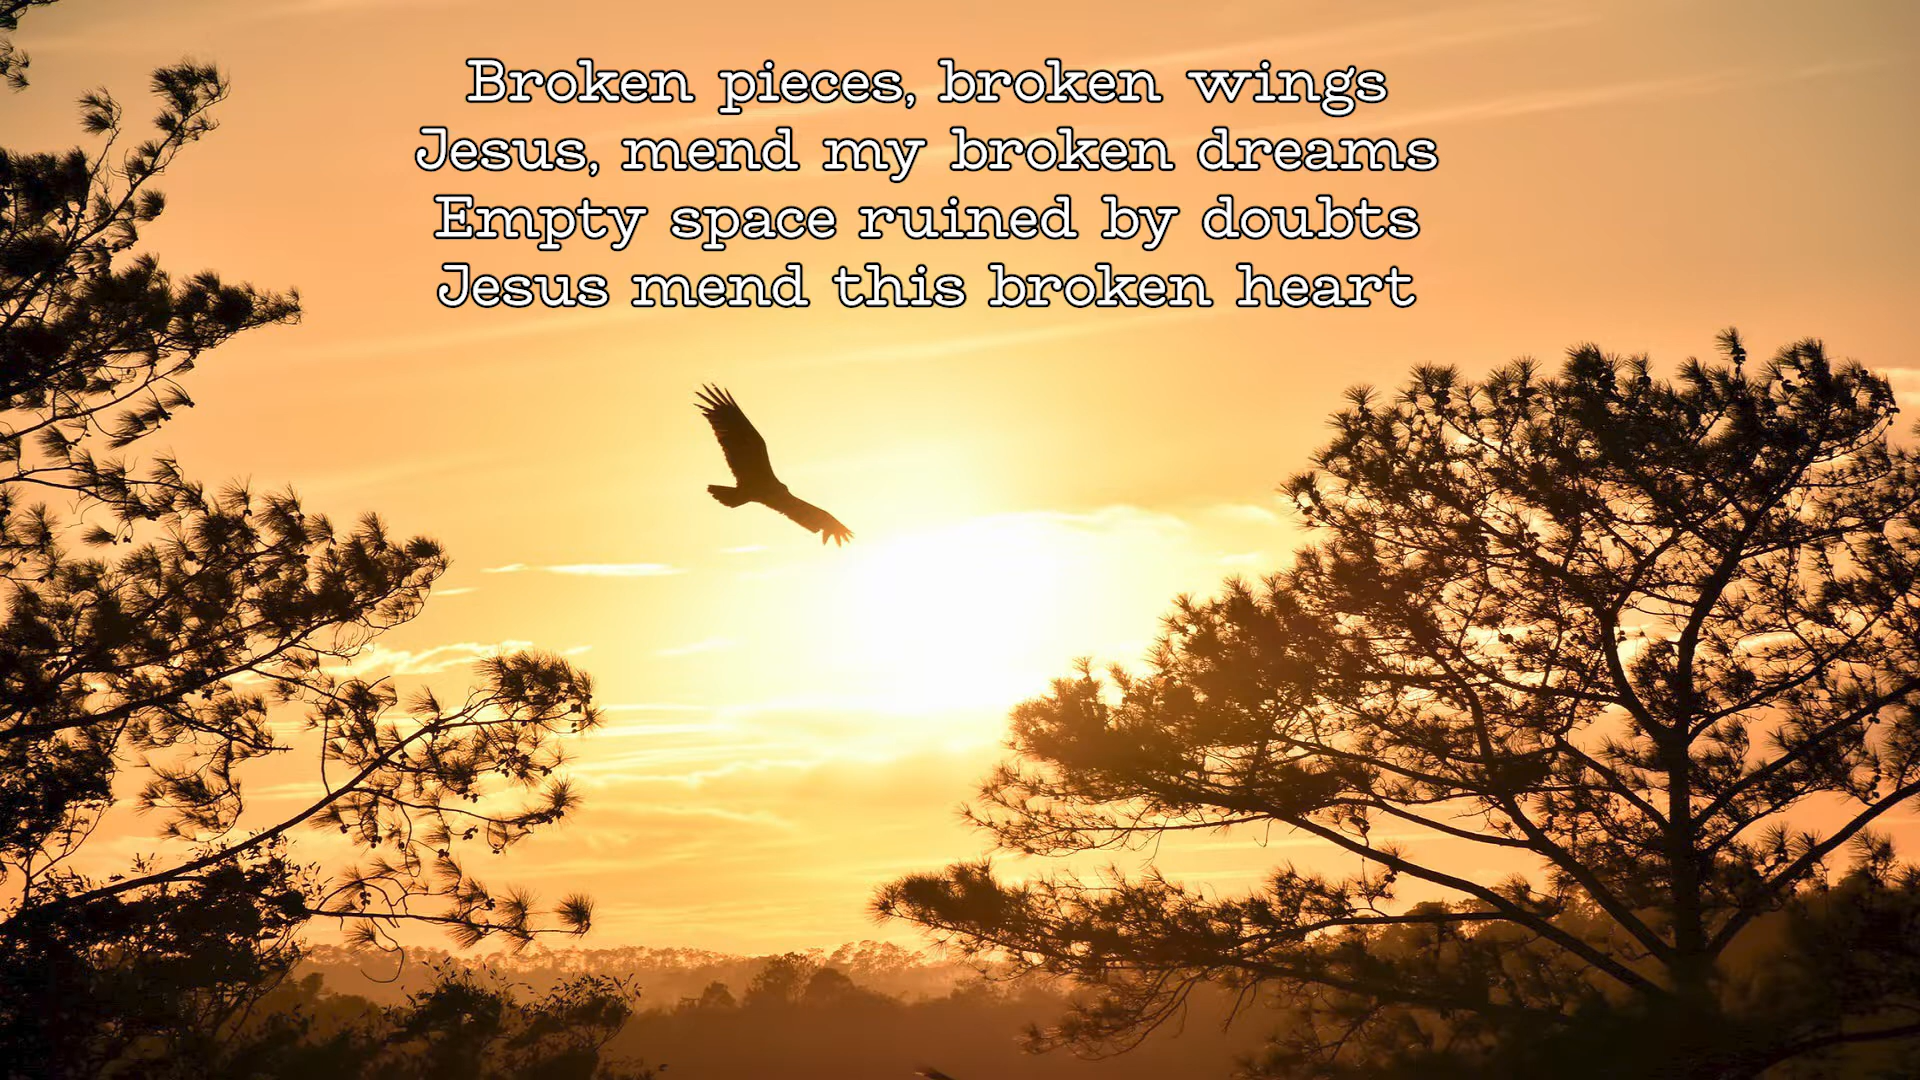 Broken pieces, broken wings
Jesus, mend my broken dreams
Empty space ruined by doubts
Jesus mend this broken heart